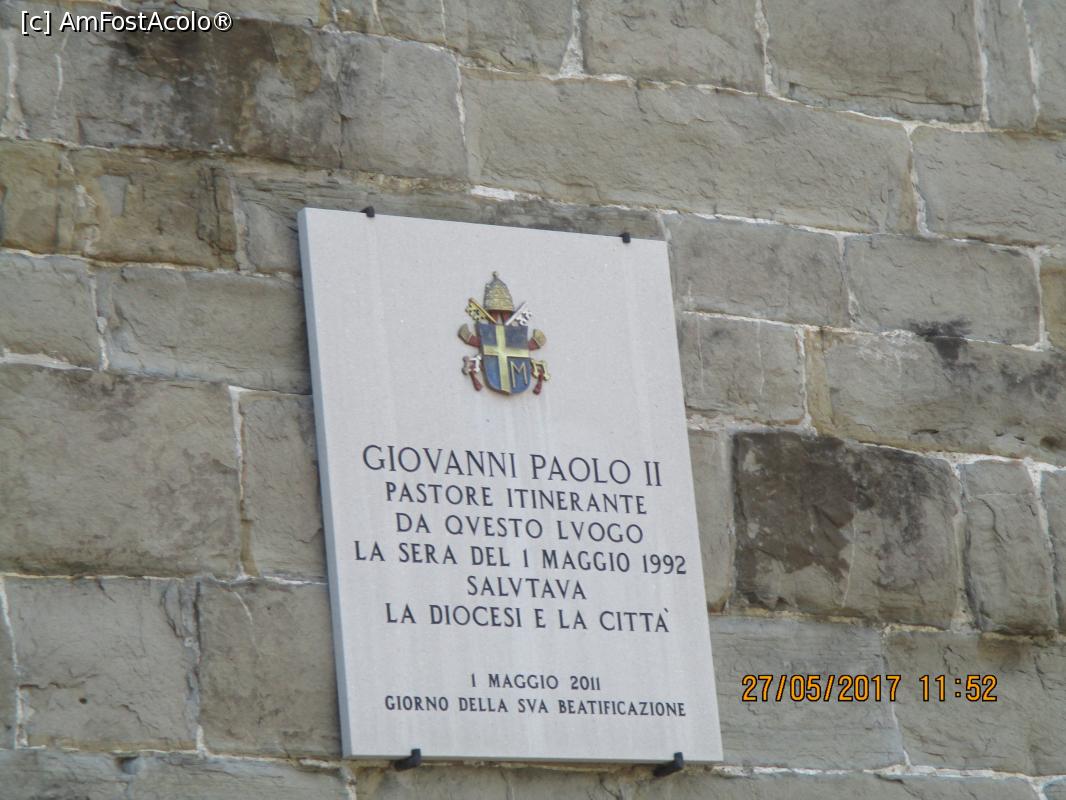 [c] AmFostAcolo®
M
GIOVANNI PAOLO II
PASTORE ITINERANTE
DA QVESTO LVOGO
LA SERA DEL 1 MAGGIO 1992
SALVTAVA
LA DIOCESI E LA CITTÀ
1 MAGGIO 2011
GIORNO DELLA SVA BEATIFICAZIONE
27/05/2017 11:52